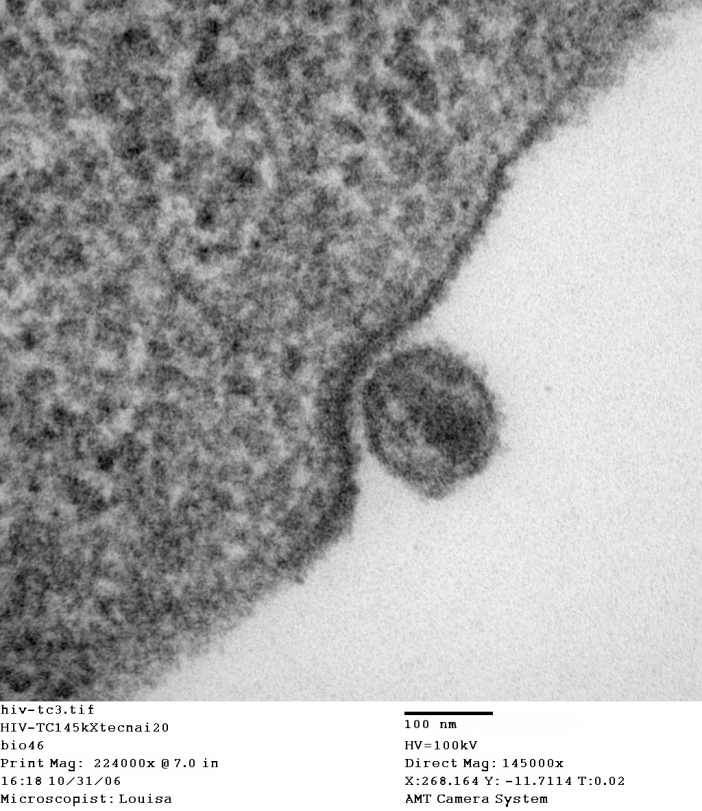 hiv-tc3.tif
HIV-TC145kXtecnai20
bio46
Print Mag: 224000x @ 7.0 in
16:18 10/31/06
Microscopist: Louisa
100 nm
HV=100kV
Direct Mag: 145000x
X:268.164 Y: -11.7114 T:0.02
AMT Camera System